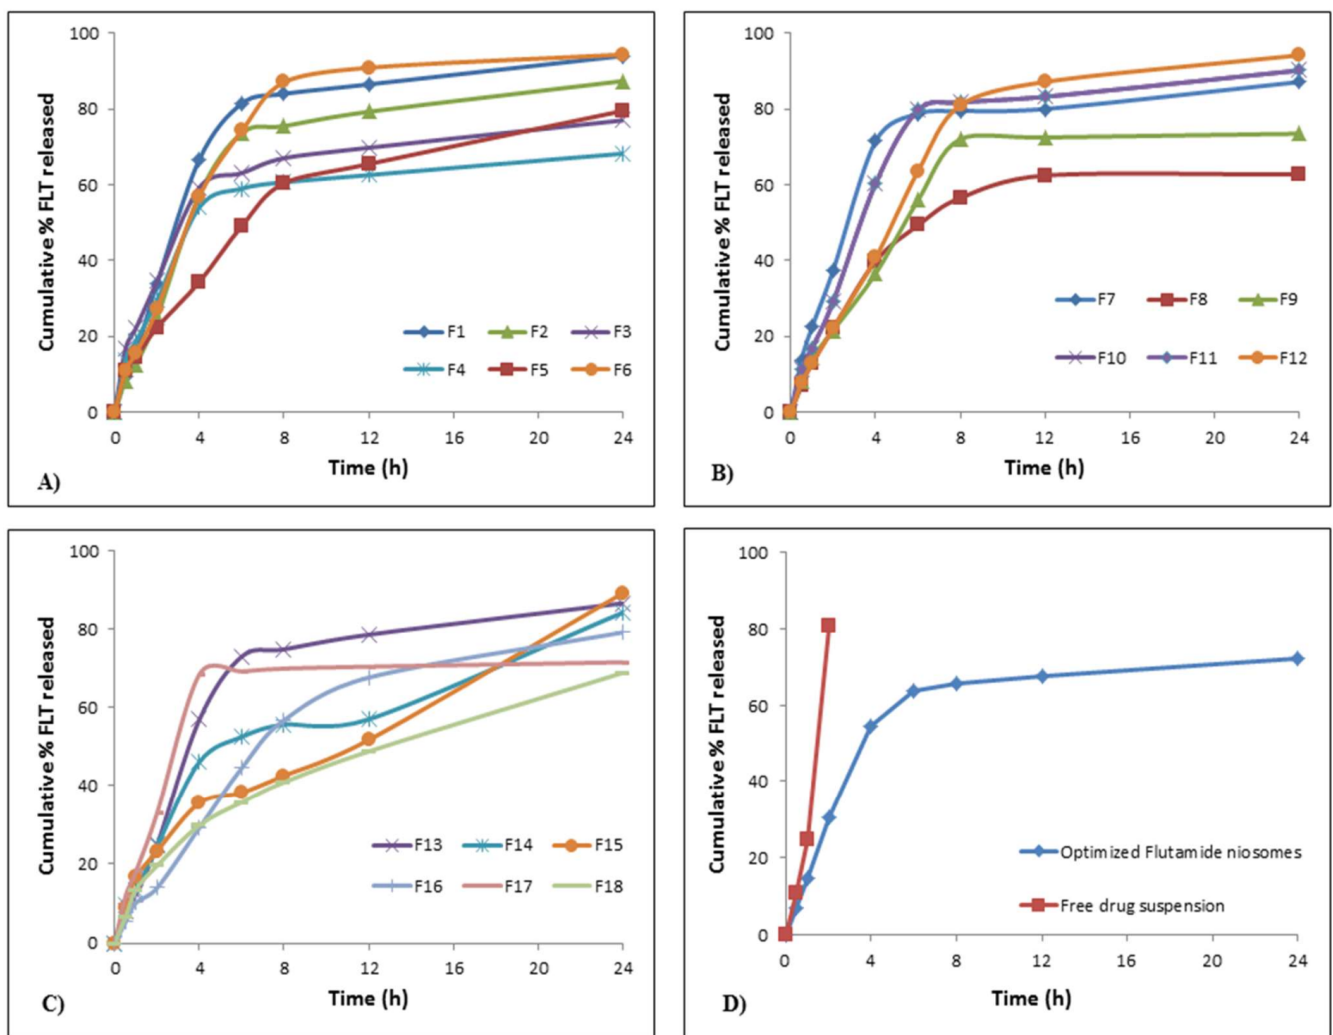 100
80
60
40
20
0
Cumulative % FLT released
0 4 8 12 16 20 24
Time (h)
F1 F2 F3
F4 F5 F6
A)
100
80
60
40
20
0
Cumulative % FLT released
0 4 8 12 16 20 24
Time (h)
F7 F8 F9
F10 F11 F12
B)
100
80
60
40
20
0
Cumulative % FLT released
0 4 8 12 16 20 24
Time (h)
F13 F14 F15
F16 F17 F18
C)
100
80
60
40
20
0
Cumulative % FLT released
0 4 8 12 16 20 24
Time (h)
Optimized Flutamide niosomes
Free drug suspension
D)